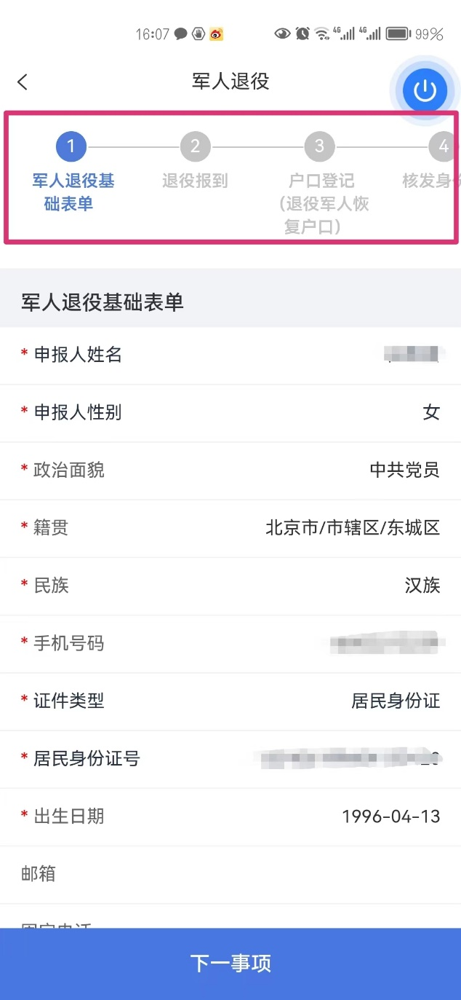 16:07 4G 4G 99%
军人退役
1 2 3 4
军人退役基
础表单
退役报到
户口登记
（退役军人恢
复户口）
核发身
军人退役基础表单
* 申报人姓名
* 申报人性别 女
* 政治面貌 中共党员
* 籍贯 北京市/市辖区/东城区
* 民族 汉族
* 手机号码
* 证件类型 居民身份证
* 居民身份证号
* 出生日期 1996-04-13
邮箱
下一事项